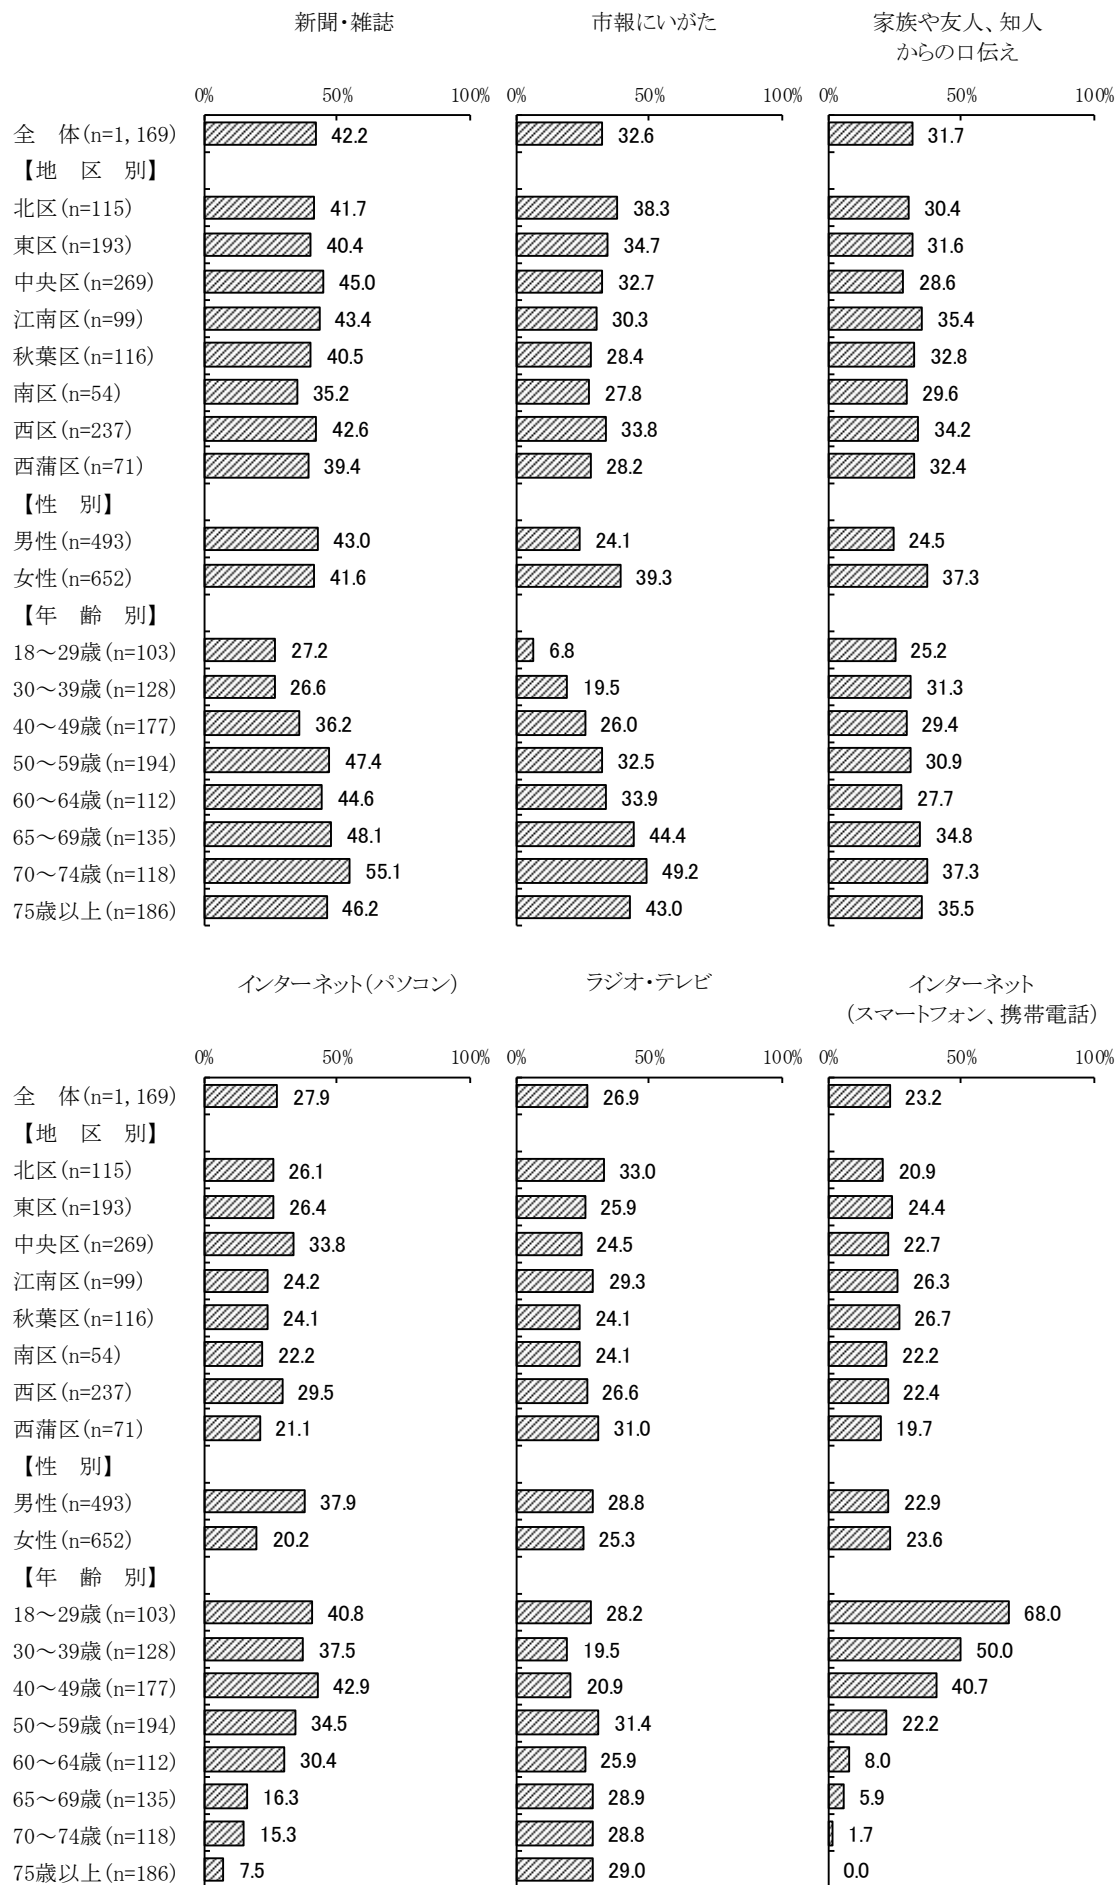 新聞・雑誌 市報にいがた 家族や友人、知人
からの口伝え
0% 50% 100% 0% 50% 100% 0% 50% 100%
全　体(n=1,169) 42.2 32.6 31.7
【地　区　別】
北区(n=115) 41.7 38.3 30.4
東区(n=193) 40.4 34.7 31.6
中央区(n=269) 45.0 32.7 28.6
江南区(n=99) 43.4 30.3 35.4
秋葉区(n=116) 40.5 28.4 32.8
南区(n=54) 35.2 27.8 29.6
西区(n=237) 42.6 33.8 34.2
西蒲区(n=71) 39.4 28.2 32.4
【性　別】
男性(n=493) 43.0 24.1 24.5
女性(n=652) 41.6 39.3 37.3
【年　齢　別】
18～29歳(n=103) 27.2 6.8 25.2
30～39歳(n=128) 26.6 19.5 31.3
40～49歳(n=177) 36.2 26.0 29.4
50～59歳(n=194) 47.4 32.5 30.9
60～64歳(n=112) 44.6 33.9 27.7
65～69歳(n=135) 48.1 44.4 34.8
70～74歳(n=118) 55.1 49.2 37.3
75歳以上(n=186) 46.2 43.0 35.5
インターネット(パソコン) ラジオ・テレビ インターネット
(スマートフォン、携帯電話)
0% 50% 100% 0% 50% 100% 0% 50% 100%
全　体(n=1,169) 27.9 26.9 23.2
【地　区　別】
北区(n=115) 26.1 33.0 20.9
東区(n=193) 26.4 25.9 24.4
中央区(n=269) 33.8 24.5 22.7
江南区(n=99) 24.2 29.3 26.3
秋葉区(n=116) 24.1 24.1 26.7
南区(n=54) 22.2 24.1 22.2
西区(n=237) 29.5 26.6 22.4
西蒲区(n=71) 21.1 31.0 19.7
【性　別】
男性(n=493) 37.9 28.8 22.9
女性(n=652) 20.2 25.3 23.6
【年　齢　別】
18～29歳(n=103) 40.8 28.2 68.0
30～39歳(n=128) 37.5 19.5 50.0
40～49歳(n=177) 42.9 20.9 40.7
50～59歳(n=194) 34.5 31.4 22.2
60～64歳(n=112) 30.4 25.9 8.0
65～69歳(n=135) 16.3 28.9 5.9
70～74歳(n=118) 15.3 28.8 1.7
75歳以上(n=186) 7.5 29.0 0.0